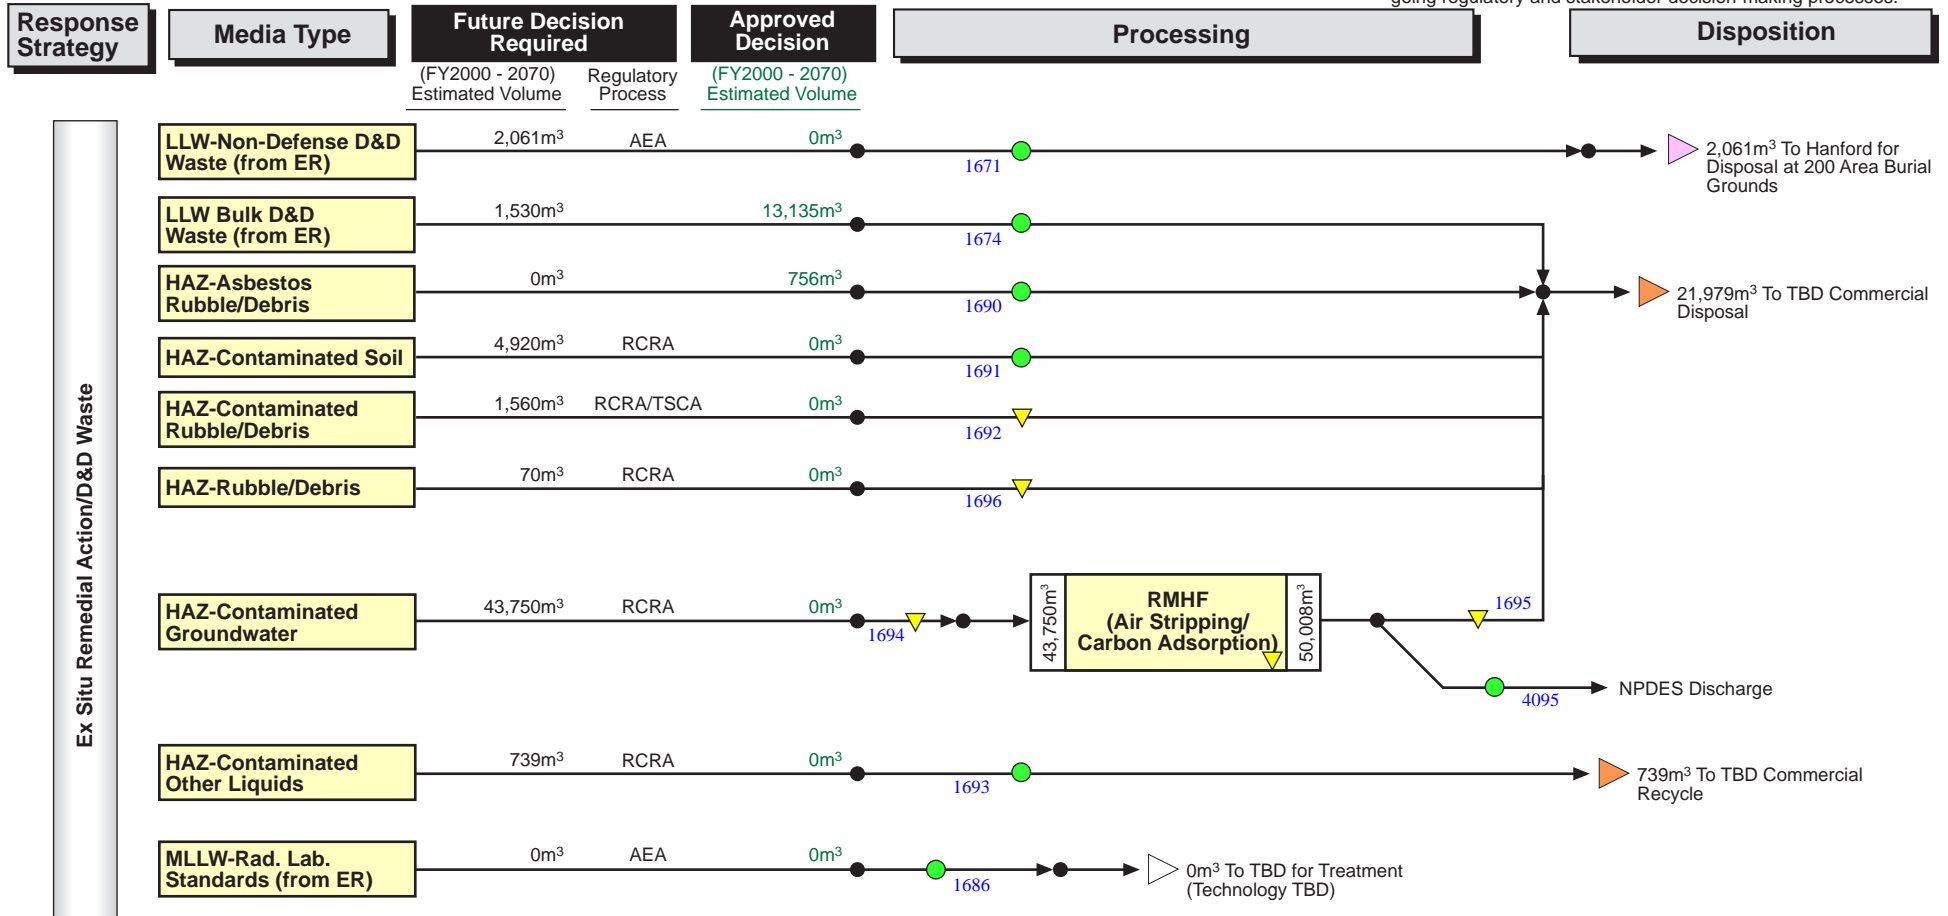 going regulatory and stakeholder decision making processes.
Response
Strategy
Media Type
Future Decision
Required
Approved
Decision
Processing
Disposition
(FY2000 - 2070)
Estimated Volume
Regulatory
Process
(FY2000 - 2070)
Estimated Volume
Ex Situ Remedial Action/D&D Waste
LLW-Non-Defense D&D
Waste (from ER)
2,061m³
AEA
0m³
1671
2,061m³ To Hanford for
Disposal at 200 Area Burial
Grounds
LLW Bulk D&D
Waste (from ER)
1,530m³
13,135m³
1674
HAZ-Asbestos
Rubble/Debris
0m³
756m³
1690
21,979m³ To TBD Commercial
Disposal
HAZ-Contaminated Soil
4,920m³
RCRA
0m³
1691
HAZ-Contaminated
Rubble/Debris
1,560m³
RCRA/TSCA
0m³
1692
HAZ-Rubble/Debris
70m³
RCRA
0m³
1696
HAZ-Contaminated
Groundwater
43,750m³
RCRA
0m³
1694
43,750m³
RMHF
(Air Stripping/
Carbon Adsorption)
50,008m³
1695
4095
NPDES Discharge
HAZ-Contaminated
Other Liquids
739m³
RCRA
0m³
1693
739m³ To TBD Commercial
Recycle
MLLW-Rad. Lab.
Standards (from ER)
0m³
AEA
0m³
1686
0m³ To TBD for Treatment
(Technology TBD)